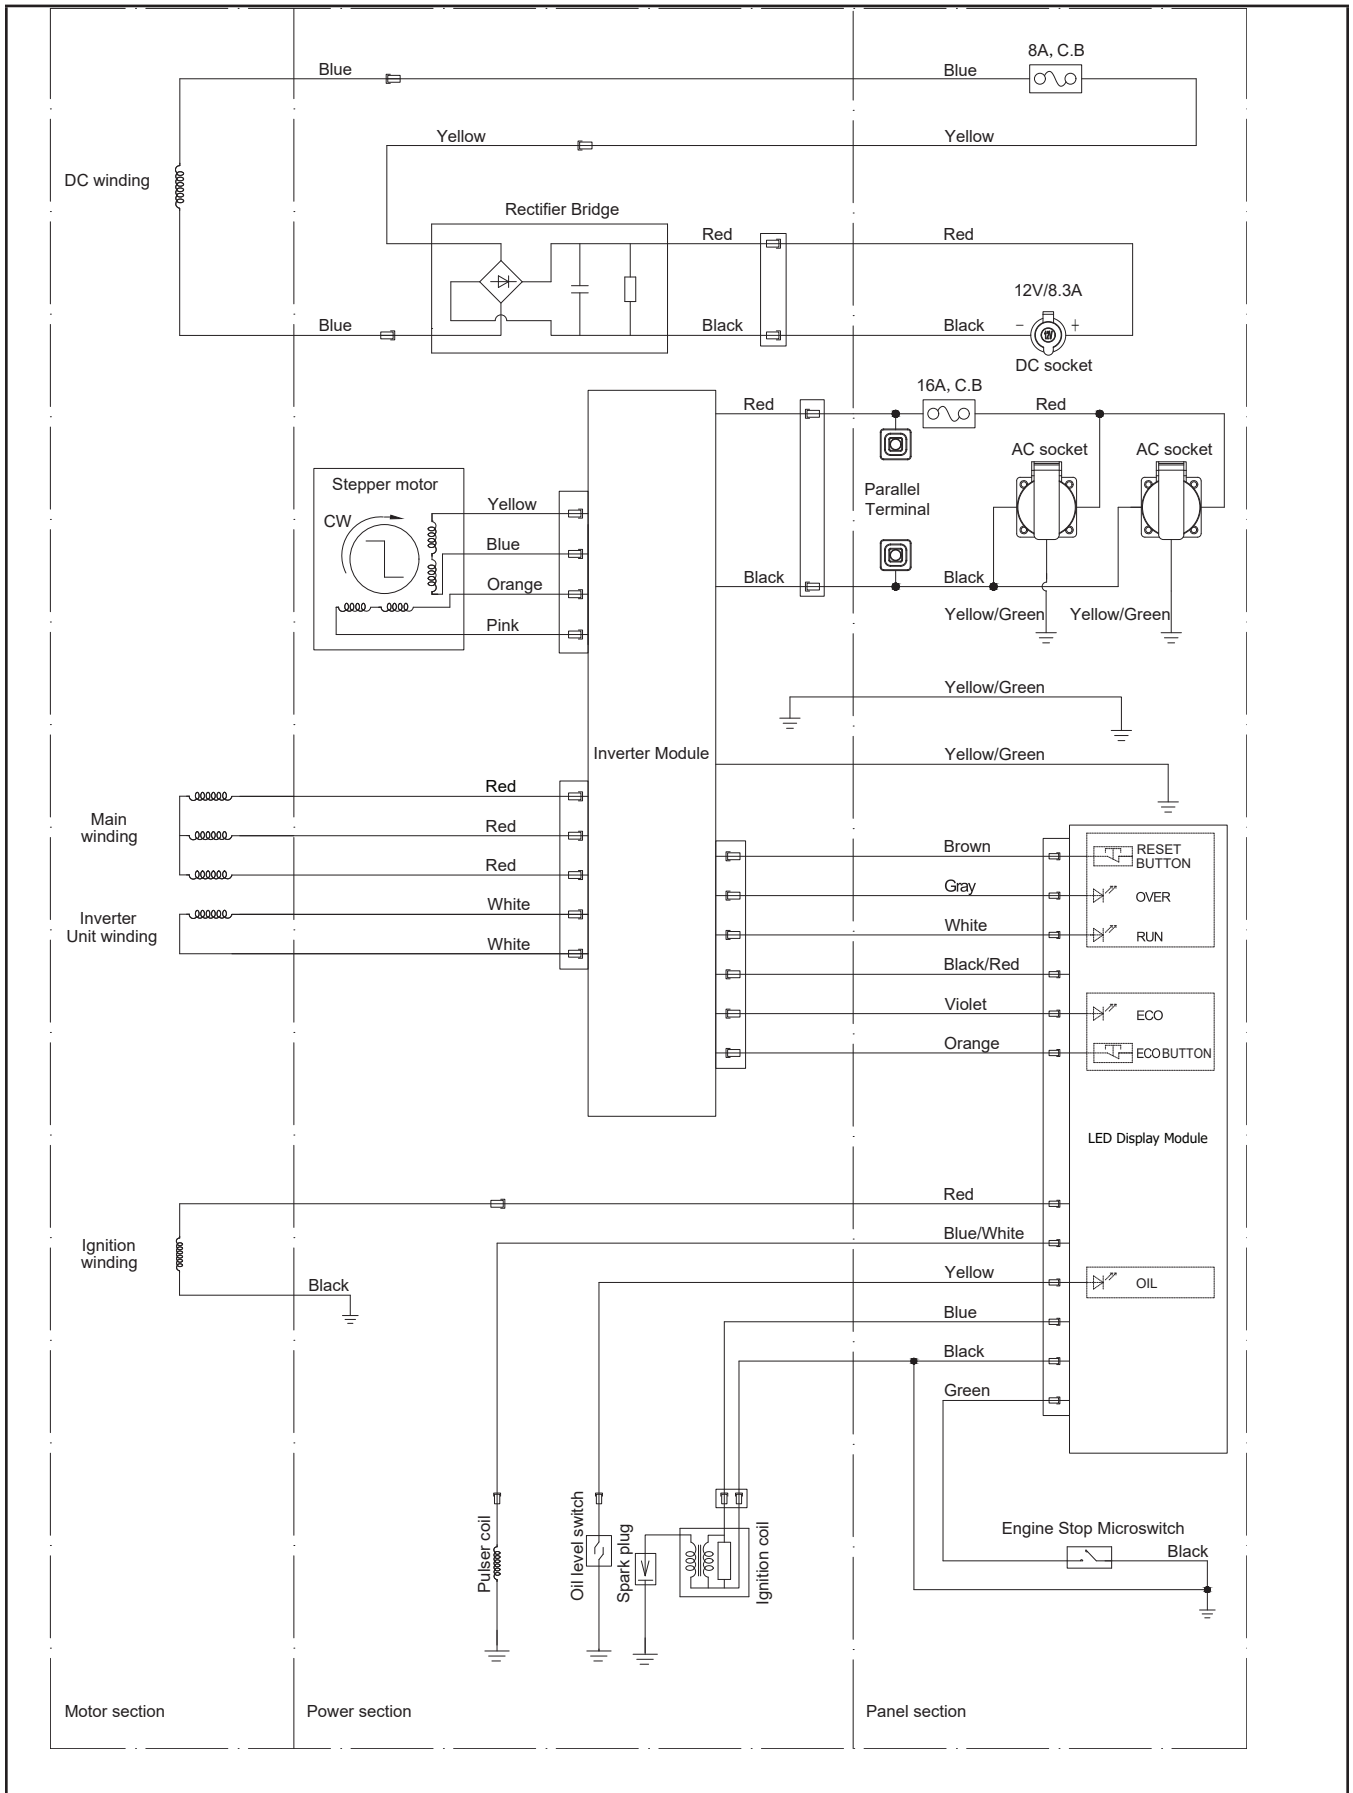 8A, C.B
Blue
Blue
Yellow
Yellow
DC winding
Rectifier Bridge
Red
Red
12V/8.3A
Blue
Black
Black
− +
DC socket
16A, C.B
Red
Red
AC socket
AC socket
Stepper motor
CW
Yellow
Parallel
Terminal
Blue
Orange
Black
Black
Pink
Yellow/Green
Yellow/Green
Yellow/Green
Inverter Module
Yellow/Green
Red
Main
winding
Red
Red
White
Inverter
Unit winding
White
Brown
RESET
BUTTON
Gray
OVER
White
RUN
Black/Red
Violet
ECO
Orange
ECO BUTTON
LED Display Module
Red
Blue/White
Ignition
winding
Black
Yellow
OIL
Blue
Black
Green
Pulser coil
Oil level switch
Spark plug
Ignition coil
Engine Stop Microswitch
Black
Motor section
Power section
Panel section